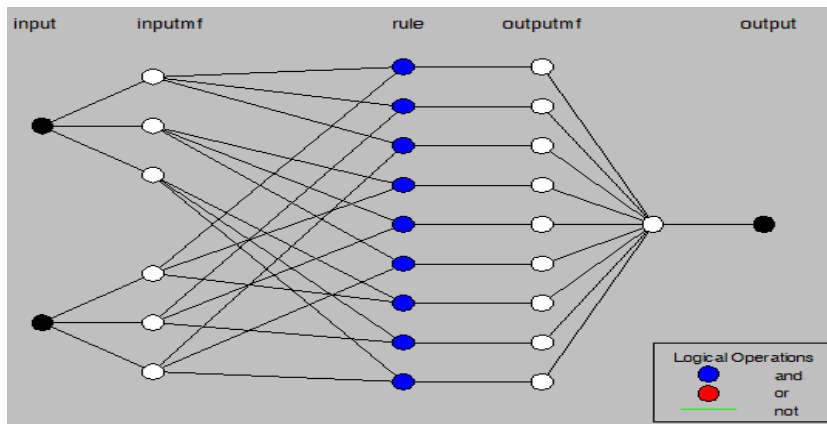 input inputmf rule outputmf output
Logical Operations
and
or
not